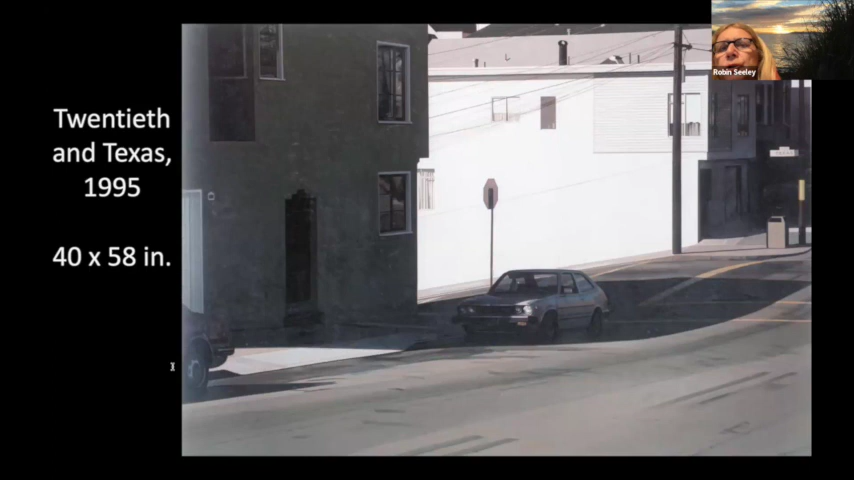 Twentieth
and Texas,
1995
40 x 58 in.
Robin Seeley